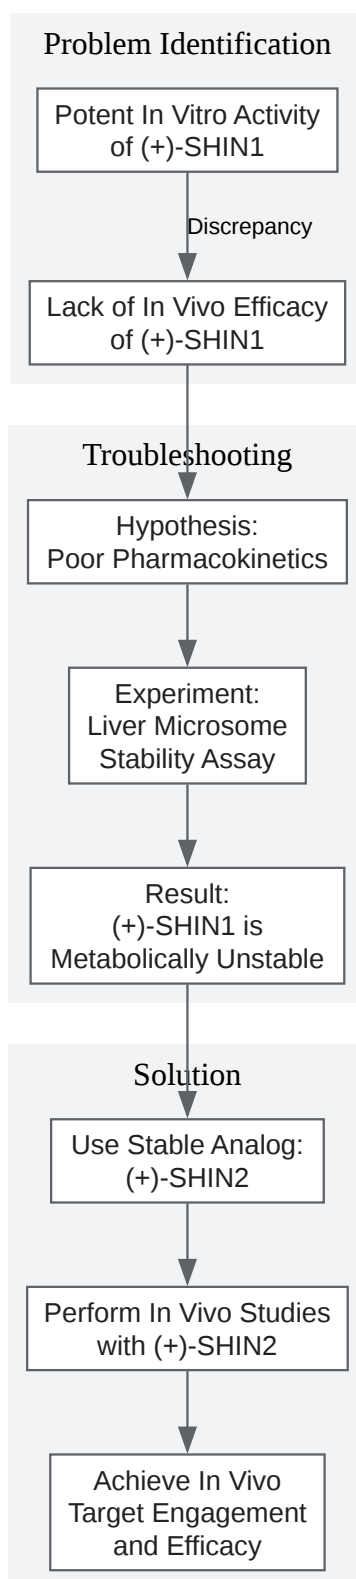 Problem Identification
Potent In Vitro Activity
of (+)-SHIN1
Discrepancy
Lack of In Vivo Efficacy
of (+)-SHIN1
Troubleshooting
Hypothesis:
Poor Pharmacokinetics
Experiment:
Liver Microsome
Stability Assay
Result:
(+)-SHIN1 is
Metabolically Unstable
Solution
Use Stable Analog:
(+)-SHIN2
Perform In Vivo Studies
with (+)-SHIN2
Achieve In Vivo
Target Engagement
and Efficacy